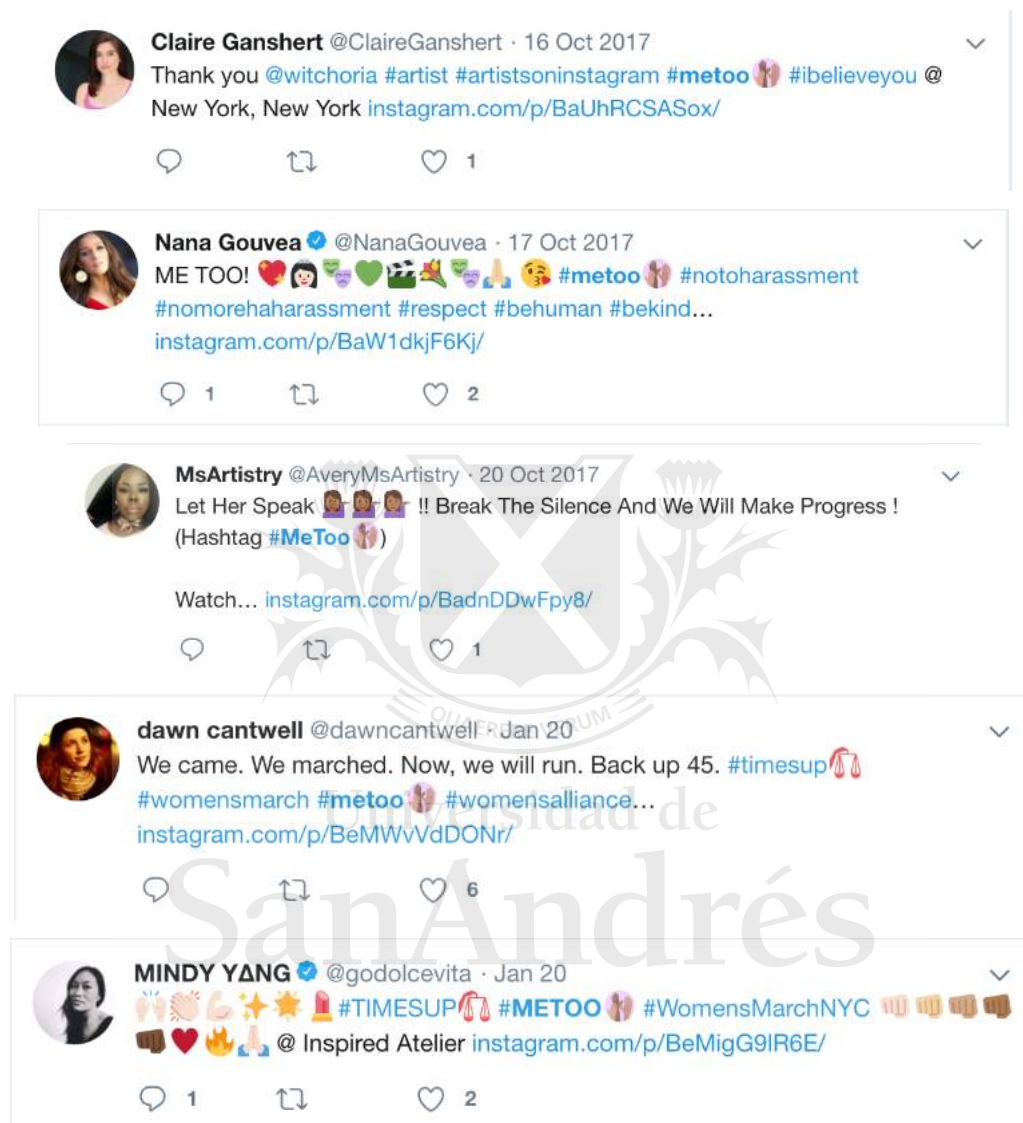 Claire Ganshert @ClaireGanshert · 16 Oct 2017
Thank you @witchoria #artist #artistsoninstagram #metoo #ibelieveyou @
New York, New York instagram.com/p/BaUhRCSASox/
1
Nana Gouvea @NanaGouvea · 17 Oct 2017
ME TOO! 💖👰🏻🎭💚🎬💐🎭🙏🏼 😘 #metoo #notoharassment
#nomorehaharassment #respect #behuman #bekind...
instagram.com/p/BaW1dkjF6Kj/
1 2
MsArtistry @AveryMsArtistry · 20 Oct 2017
Let Her Speak 💁🏾‍♀️💁🏾‍♀️💁🏾‍♀️ !! Break The Silence And We Will Make Progress !
(Hashtag #MeToo)
Watch... instagram.com/p/BadnDDwFpy8/
1
QUAERERE VERUM
dawn cantwell @dawncantwell · Jan 20
We came. We marched. Now, we will run. Back up 45. #timesup
#womensmarch #metoo #womensalliance...
instagram.com/p/BeMWvVdDONr/
6
Universidad de
SanAndrés
MINDY YΔNG @godolcevita · Jan 20
🙌🏻👏🏻💪🏻✨🌟💄 #TIMESUP #METOO #WomensMarchNYC 👊🏻👊🏼👊🏽👊🏾
👊🏿❤️🔥🙏🏻 @ Inspired Atelier instagram.com/p/BeMigG9lR6E/
1 2